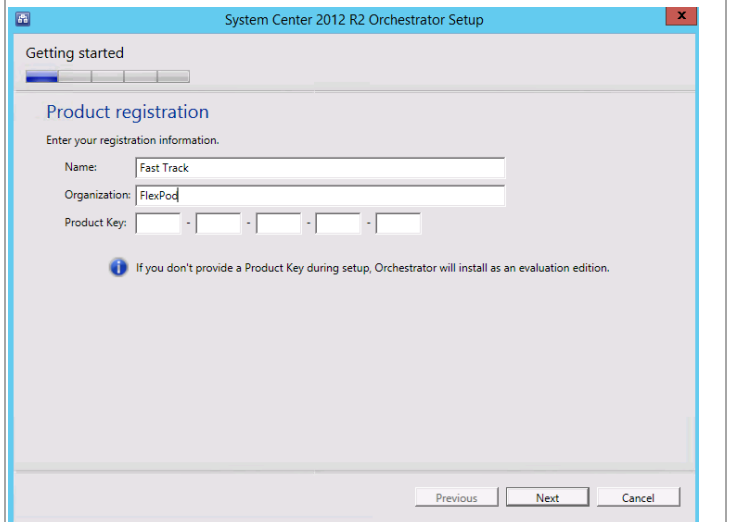 System Center 2012 R2 Orchestrator Setup
x
Getting started
Product registration
Enter your registration information.
Name: Fast Track
Organization: FlexPod
Product Key: - - - -
If you don't provide a Product Key during setup, Orchestrator will install as an evaluation edition.
Previous Next Cancel